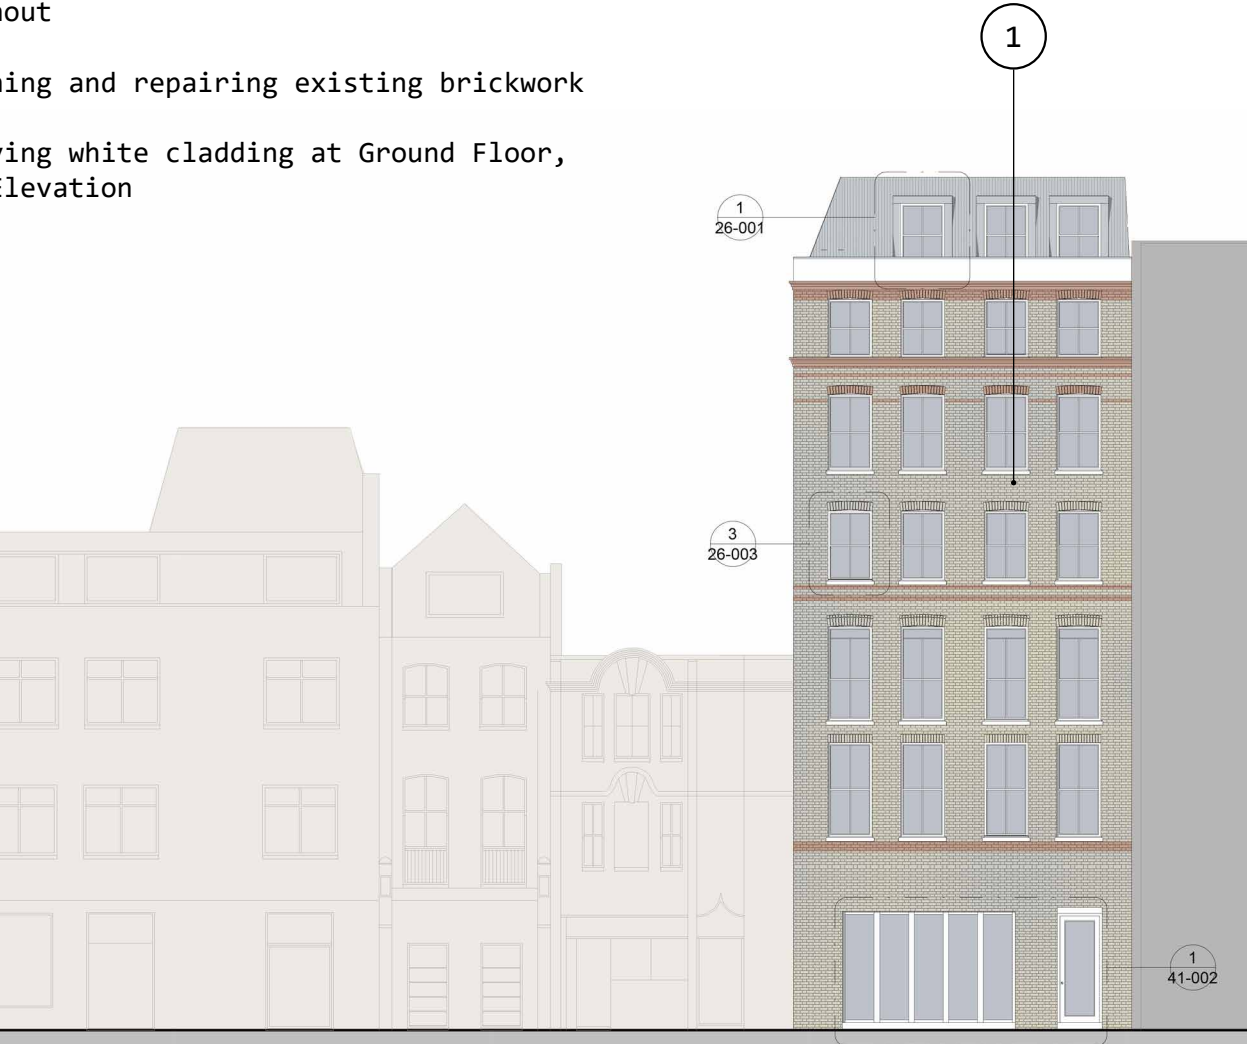 ning and repairing existing brickwork
ving white cladding at Ground Floor,
Elevation
1
1
26-001
3
26-003
1
41-002